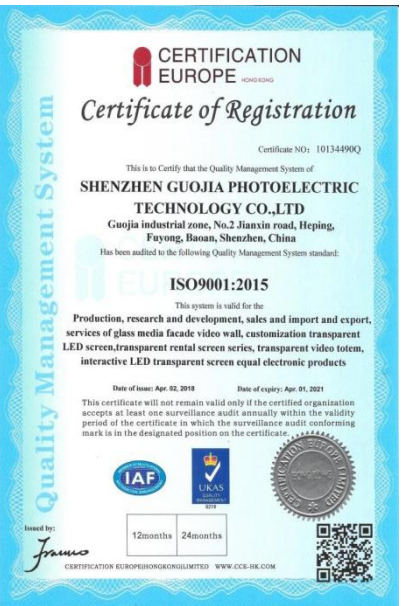 CERTIFICATION
EUROPE HONG KONG
Certificate of Registration
Certificate NO: 10134490Q
This is to Certify that the Quality Management System of
SHENZHEN GUOJIA PHOTOELECTRIC
TECHNOLOGY CO.,LTD
Guojia industrial zone, No.2 Jianxin road, Heping,
Fuyong, Baoan, Shenzhen, China
Has been audited to the following Quality Management System standard:
ISO9001:2015
This system is valid for the
Production, research and development, sales and import and export,
services of glass media facade video wall, customization transparent
LED screen,transparent rental screen series, transparent video totem,
interactive LED transparent screen equal electronic products
Date of issue: Apr. 02, 2018 Date of expiry: Apr. 01, 2021
This certificate will not remain valid only if the certified organization
accepts at least one surveillance audit annually within the validity
period of the certificate in which the surveillance audit conforming
mark is in the designated position on the certificate.
Quality Management System
IAF
UKAS
QUALITY
MANAGEMENT
CERTIFICATION EUROPE LIMITED
Issued by:
12months 24months
CERTIFICATION EUROPE(HONGKONG)LIMITED WWW.CCE-HK.COM